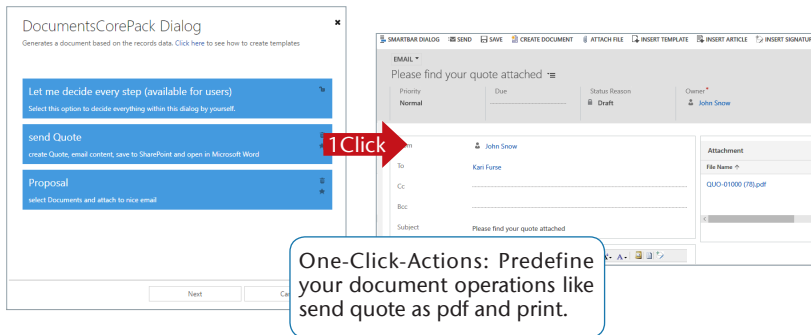 DocumentsCorePack Dialog
Generates a document based on the records data. Click here to see how to create templates
Let me decide every step (available for users)
Select this option to decide everything within this dialog by yourself.
send Quote
create Quote, email content, save to SharePoint and open in Microsoft Word
Proposal
select Documents and attach to nice email
Next
1Click
SMARTBAR DIALOG SEND SAVE CREATE DOCUMENT ATTACH FILE INSERT TEMPLATE INSERT ARTICLE INSERT SIGNATUR
EMAIL
Please find your quote attached
Priority Due Status Reason Owner*
Normal Draft John Snow
John Snow
To Kari Furse
Cc
Bcc
Subject Please find your quote attached
Attachment
File Name
QUO-01000 (78).pdf
One-Click-Actions: Predefine
your document operations like
send quote as pdf and print.